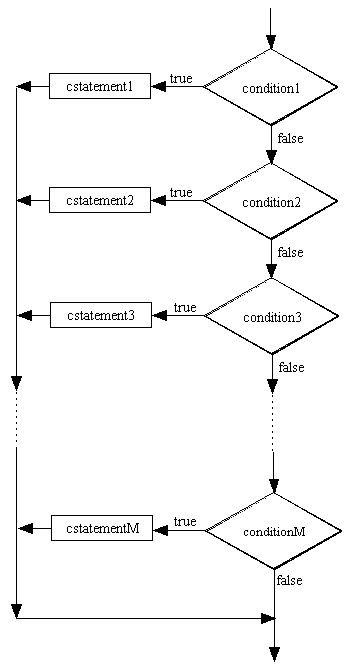 cstatement1 true condition1
false
cstatement2 true condition2
false
cstatement3 true condition3
false
cstatementM true conditionM
false